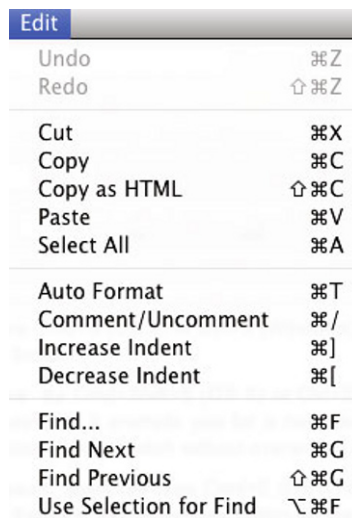 Edit
Undo ⌘Z
Redo ⇧⌘Z
Cut ⌘X
Copy ⌘C
Copy as HTML ⇧⌘C
Paste ⌘V
Select All ⌘A
Auto Format ⌘T
Comment/Uncomment ⌘/
Increase Indent ⌘]
Decrease Indent ⌘[
Find... ⌘F
Find Next ⌘G
Find Previous ⇧⌘G
Use Selection for Find ⌥⌘F